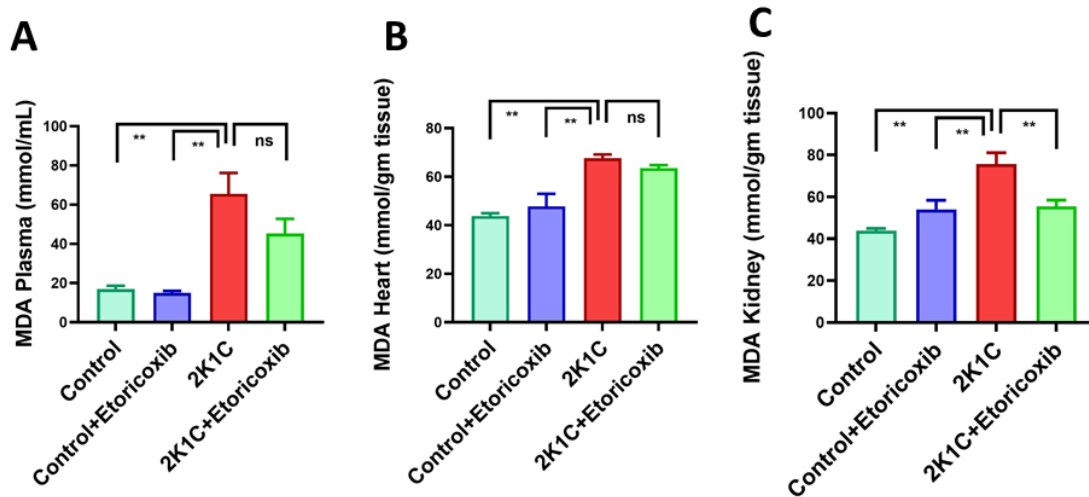 A
MDA Plasma (mmol/mL)
100
80
60
40
20
0
**
**
ns
Control
Control+Etoricoxib
2K1C
2K1C+Etoricoxib
B
MDA Heart (mmol/gm tissue)
80
60
40
20
0
**
**
ns
Control
Control+Etoricoxib
2K1C
2K1C+Etoricoxib
C
MDA Kidney (mmol/gm tissue)
100
80
60
40
20
0
**
**
**
Control
Control+Etoricoxib
2K1C
2K1C+Etoricoxib